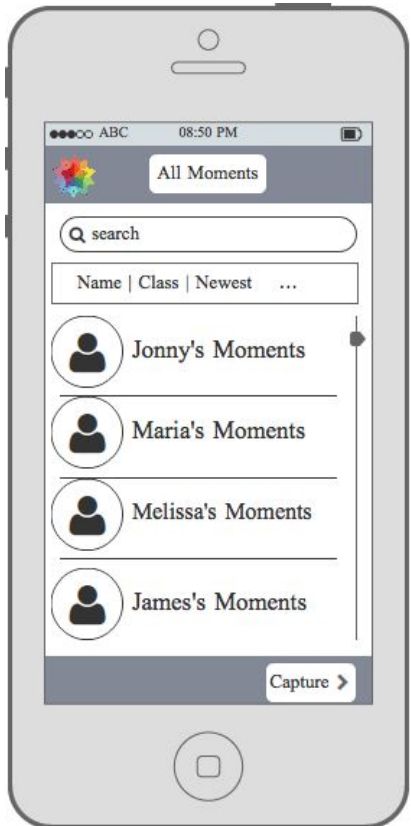 ABC 08:50 PM
All Moments
search
Name | Class | Newest ...
Jonny's Moments
Maria's Moments
Melissa's Moments
James's Moments
Capture